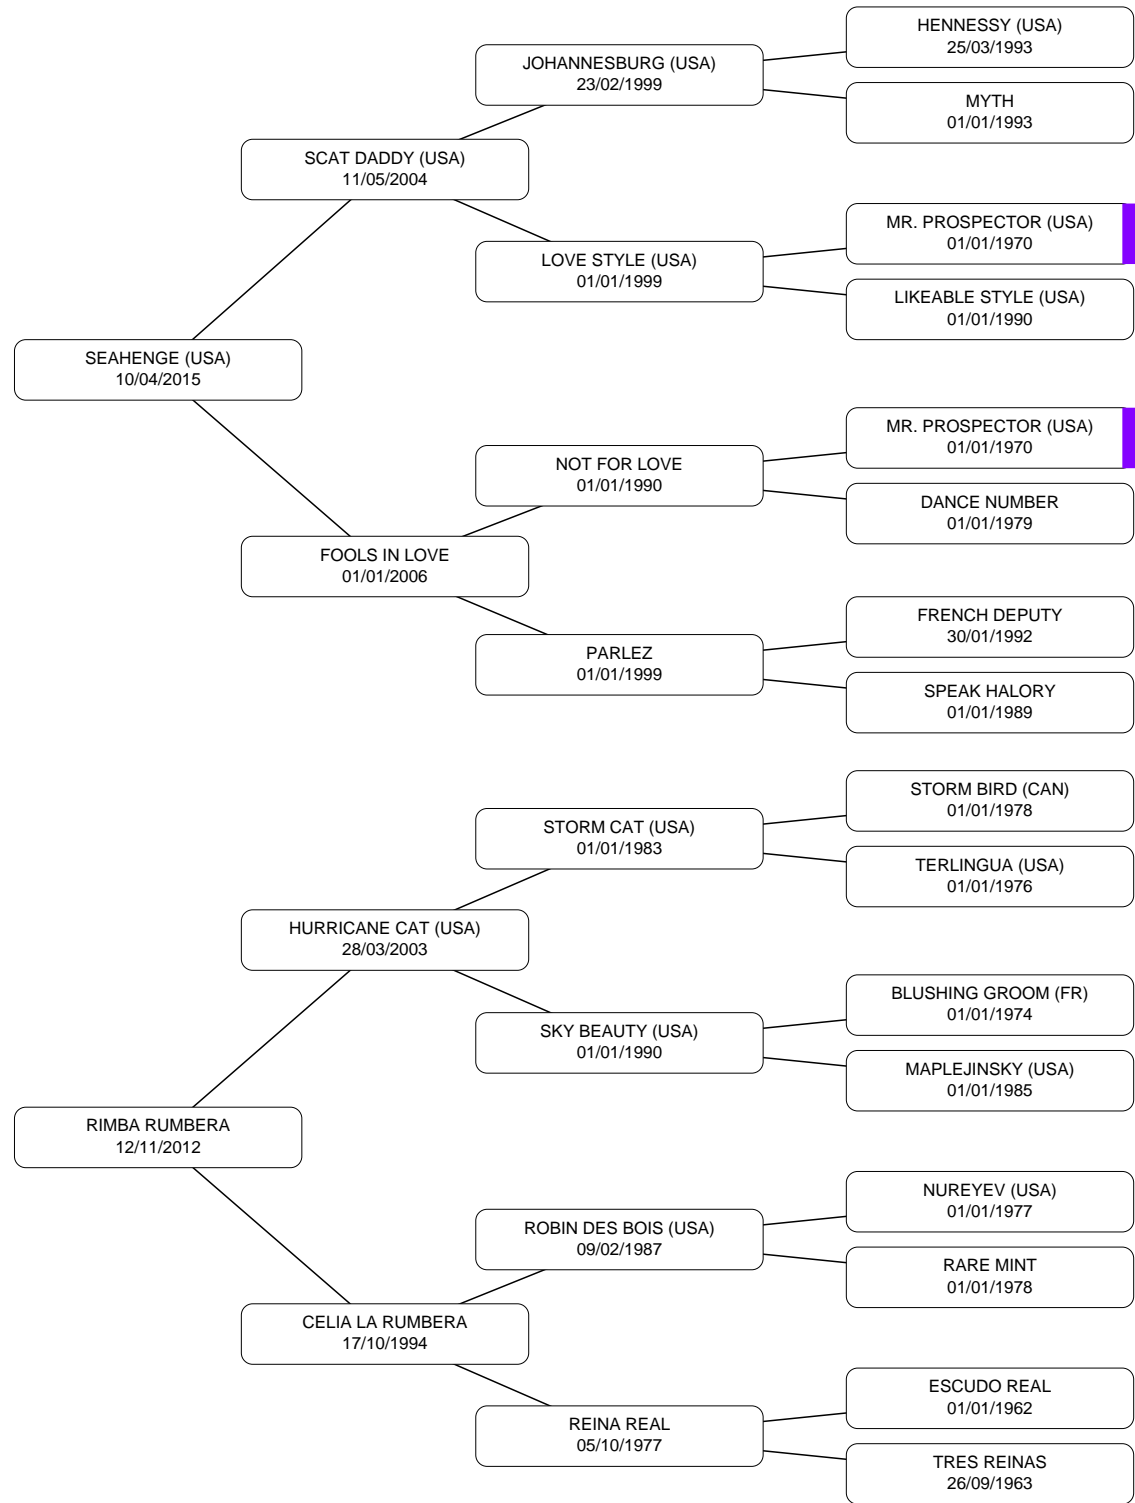 HENNESSY (USA)
25/03/1993
JOHANNESBURG (USA)
23/02/1999
MYTH
01/01/1993
SCAT DADDY (USA)
11/05/2004
MR. PROSPECTOR (USA)
01/01/1970
LOVE STYLE (USA)
01/01/1999
LIKEABLE STYLE (USA)
01/01/1990
SEAHENGE (USA)
10/04/2015
MR. PROSPECTOR (USA)
01/01/1970
NOT FOR LOVE
01/01/1990
DANCE NUMBER
01/01/1979
FOOLS IN LOVE
01/01/2006
FRENCH DEPUTY
30/01/1992
PARLEZ
01/01/1999
SPEAK HALORY
01/01/1989
STORM BIRD (CAN)
01/01/1978
STORM CAT (USA)
01/01/1983
TERLINGUA (USA)
01/01/1976
HURRICANE CAT (USA)
28/03/2003
BLUSHING GROOM (FR)
01/01/1974
SKY BEAUTY (USA)
01/01/1990
MAPLEJINSKY (USA)
01/01/1985
RIMBA RUMBERA
12/11/2012
NUREYEV (USA)
01/01/1977
ROBIN DES BOIS (USA)
09/02/1987
RARE MINT
01/01/1978
CELIA LA RUMBERA
17/10/1994
ESCUDO REAL
01/01/1962
REINA REAL
05/10/1977
TRES REINAS
26/09/1963